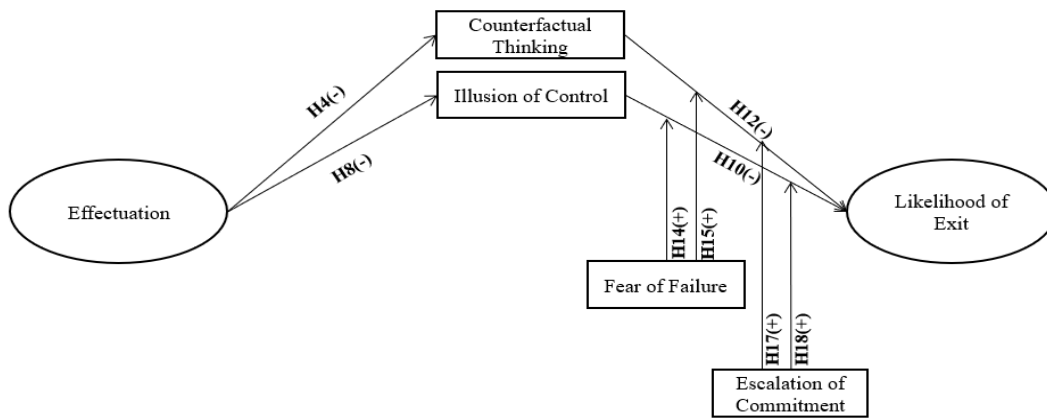 Counterfactual
Thinking
Illusion of Control
H4(-)
H8(-)
H12(-)
H10(-)
Effectuation
Likelihood of
Exit
H14(+)
H15(+)
Fear of Failure
H17(+)
H18(+)
Escalation of
Commitment